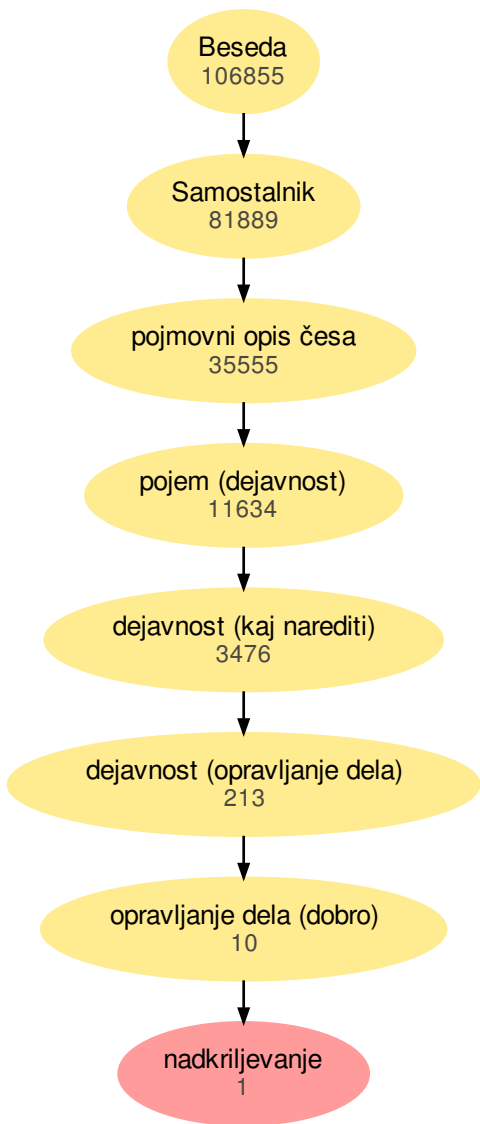 Beseda
106855
Samostalnik
81889
pojmovni opis česa
35555
pojem (dejavnost)
11634
dejavnost (kaj narediti)
3476
dejavnost (opravljanje dela)
213
opravljanje dela (dobro)
10
nadkriljevanje
1